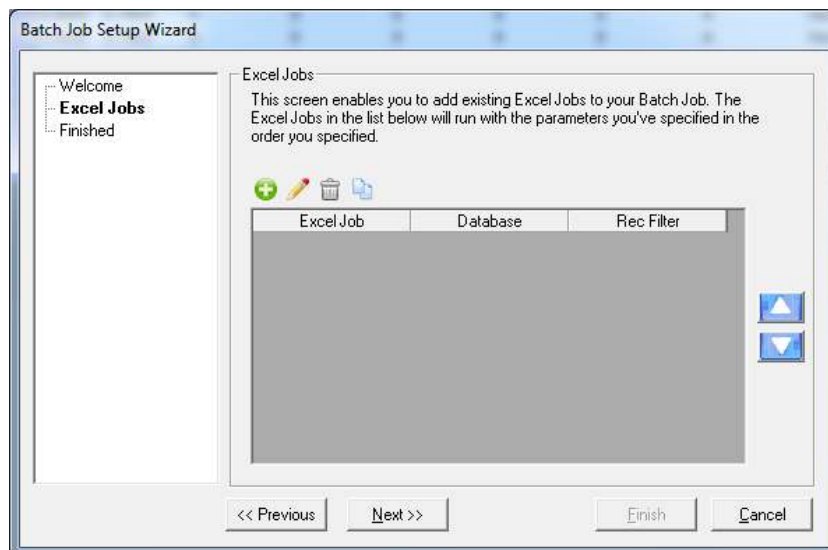 Batch Job Setup Wizard
Welcome
Excel Jobs
Finished
Excel Jobs
This screen enables you to add existing Excel Jobs to your Batch Job. The
Excel Jobs in the list below will run with the parameters you've specified in the
order you specified.
Excel Job Database Rec Filter
<< Previous Next >> Finish Cancel